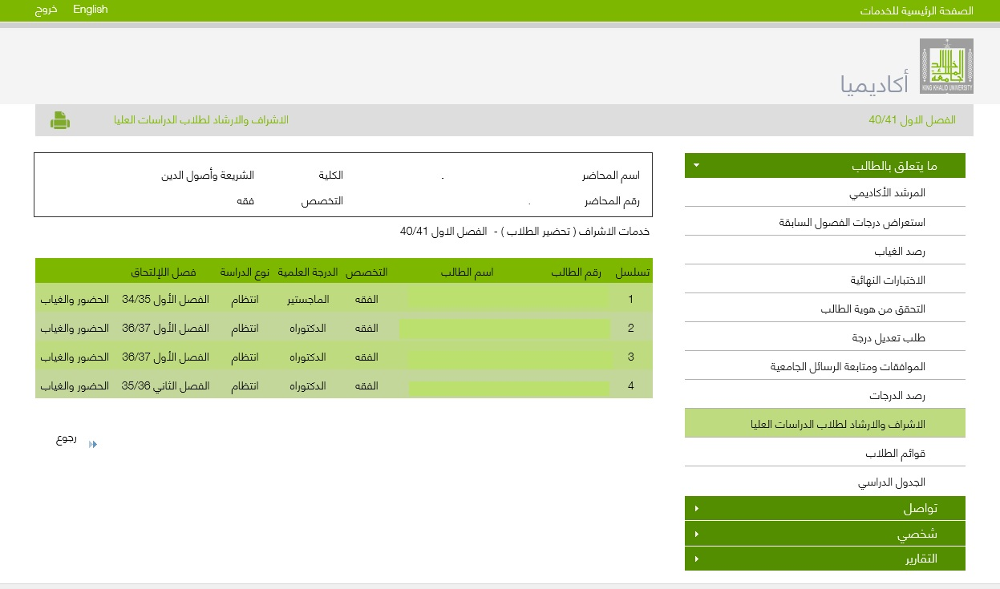 الصفحة الرئيسية للخدمات
English
خروج
جامعة الملك خالد
KING KHALID UNIVERSITY
أكاديميا
الفصل الاول 40/41
الاشراف والارشاد لطلاب الدراسات العليا
ما يتعلق بالطالب
المرشد الأكاديمي
استعراض درجات الفصول السابقة
رصد الغياب
الاختبارات النهائية
التحقق من هوية الطالب
طلب تعديل درجة
الموافقات ومتابعة الرسائل الجامعية
رصد الدرجات
الاشراف والارشاد لطلاب الدراسات العليا
قوائم الطلاب
الجدول الدراسي
تواصل
شخصي
التقارير
اسم المحاضر . الكلية الشريعة وأصول الدين
رقم المحاضر . التخصص فقه
خدمات الاشراف ( تحضير الطلاب ) - الفصل الاول 40/41
تسلسل رقم الطالب اسم الطالب التخصص الدرجة العلمية نوع الدراسة فصل اللإلتحاق
1 الفقه الماجستير انتظام الفصل الأول 34/35 الحضور والغياب
2 الفقه الدكتوراه انتظام الفصل الأول 36/37 الحضور والغياب
3 الفقه الدكتوراه انتظام الفصل الأول 36/37 الحضور والغياب
4 الفقه الدكتوراه انتظام الفصل الثاني 35/36 الحضور والغياب
رجوع